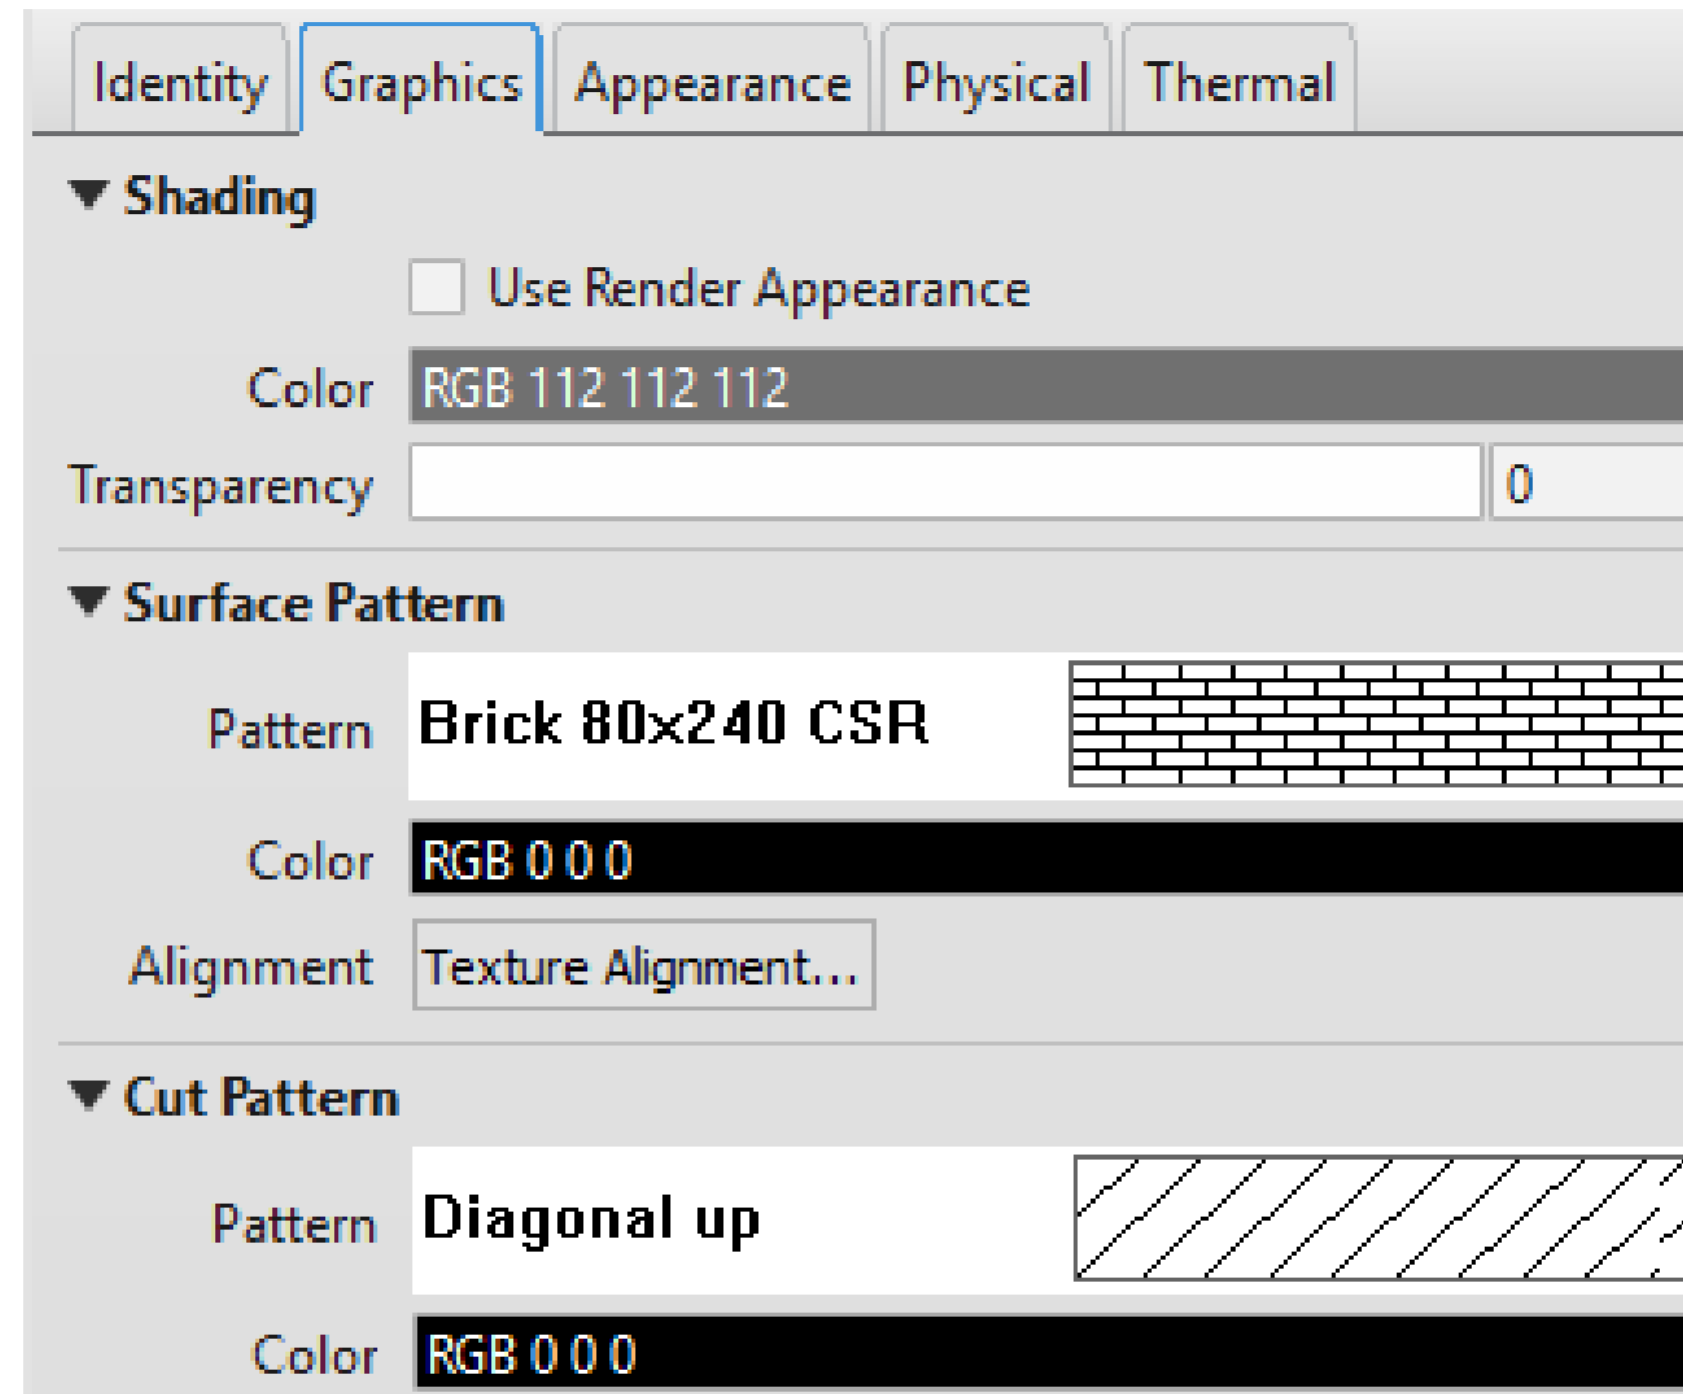 Identity Graphics Appearance Physical Thermal
Shading
Use Render Appearance
Color RGB 112 112 112
Transparency 0
Surface Pattern
Pattern Brick 80x240 CSR
Color RGB 0 0 0
Alignment Texture Alignment...
Cut Pattern
Pattern Diagonal up
Color RGB 0 0 0